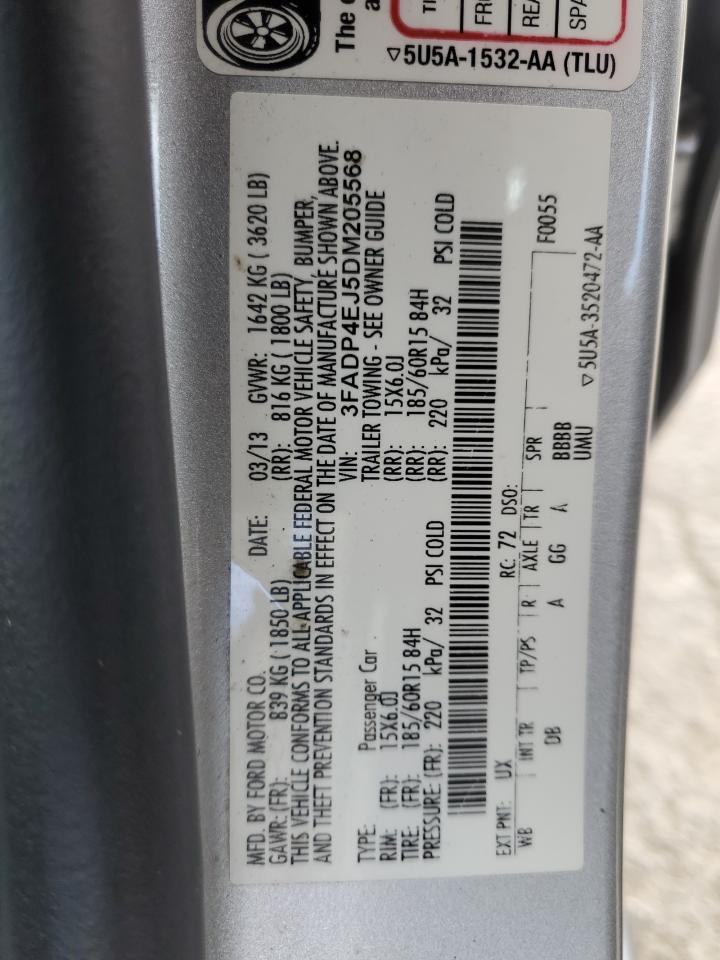 The
a
TI
FR
REA
SPA
▽5U5A-1532-AA (TLU)
MFD. BY FORD MOTOR CO. DATE: 03/13 GVWR: 1642 KG ( 3620 LB)
GAWR: (FR): 839 KG ( 1850 LB) (RR): 816 KG ( 1800 LB)
THIS VEHICLE CONFORMS TO ALL APPLICABLE FEDERAL MOTOR VEHICLE SAFETY, BUMPER,
AND THEFT PREVENTION STANDARDS IN EFFECT ON THE DATE OF MANUFACTURE SHOWN ABOVE.
VIN: 3FADP4EJ5DM205568
TYPE: Passenger Car TRAILER TOWING - SEE OWNER GUIDE
RIM: (FR): 15X6.0J (RR): 15X6.0J
TIRE: (FR): 185/60R15 84H (RR): 185/60R15 84H
PRESSURE: (FR): 220 kPa/ 32 PSI COLD (RR): 220 kPa/ 32 PSI COLD
EXT PNT: UX RC: 72 DSO:
WB INT TR TP/PS R AXLE TR SPR F0055
DB A GG A BBBB
UMU
▽5U5A-3520472-AA